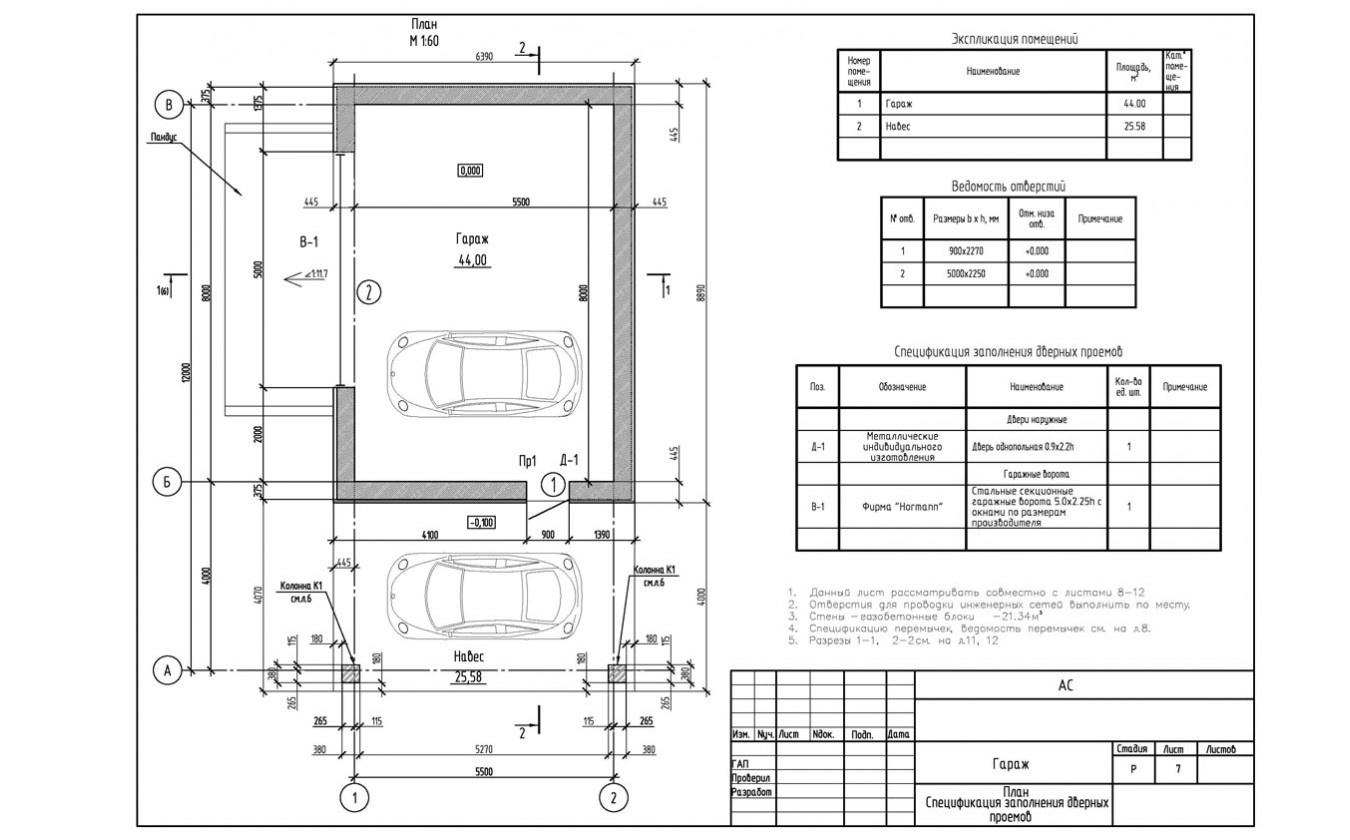 План
М 1:60
2
6390
375
1375
445
В
Пандус
0,000
445
5500
445
В-1
Гараж
44,00
1(6)
5000
8000
12000
1:11.7
2
8000
1
8890
2000
445
Пр1
Д-1
1
Б
375
-0,100
4100
900
1390
445
4000
4070
Колонна К1
см.л.6
Колонна К1
см.л.6
4000
180
115
180
180
180
115
380
Навес
380
А
25,58
265
265
265
115
2
115
265
380
5270
380
5500
1
2
Экспликация помещений
Номер поме- щения
Наименование
Площадь, м²
Кат.* поме- ще- ния
1 Гараж 44.00
2 Навес 25.58
Ведомость отверстий
N° отв. Размеры b x h, мм Отм. низа отв. Примечание
1 900x2270 +0.000
2 5000x2250 +0.000
Спецификация заполнения дверных проемов
Поз. Обозначение Наименование Кол-во ед. шт. Примечание
Двери наружные
Д-1 Металлические индивидуального изготовления Дверь однопольная 0.9х2.2h 1
Гаражные ворота
В-1 Фирма "Hormann" Стальные секционные гаражные ворота 5.0х2.25h с окнами по размерам производителя 1
1. Данный лист рассматривать совместно с листами 8-12
2. Отверстия для проводки инженерных сетей выполнить по месту.
3. Стены -газобетонные блоки -21.34м³
4. Спецификацию перемычек, ведомость перемычек см. на л.8.
5. Разрезы 1-1, 2-2см. на л.11, 12
АС
Изм. Nуч. Лист Nдок. Подп. Дата
ГАП
Проверил
Разработ
Гараж
Стадия Лист Листов
Р 7
План
Спецификация заполнения дверных
проемов